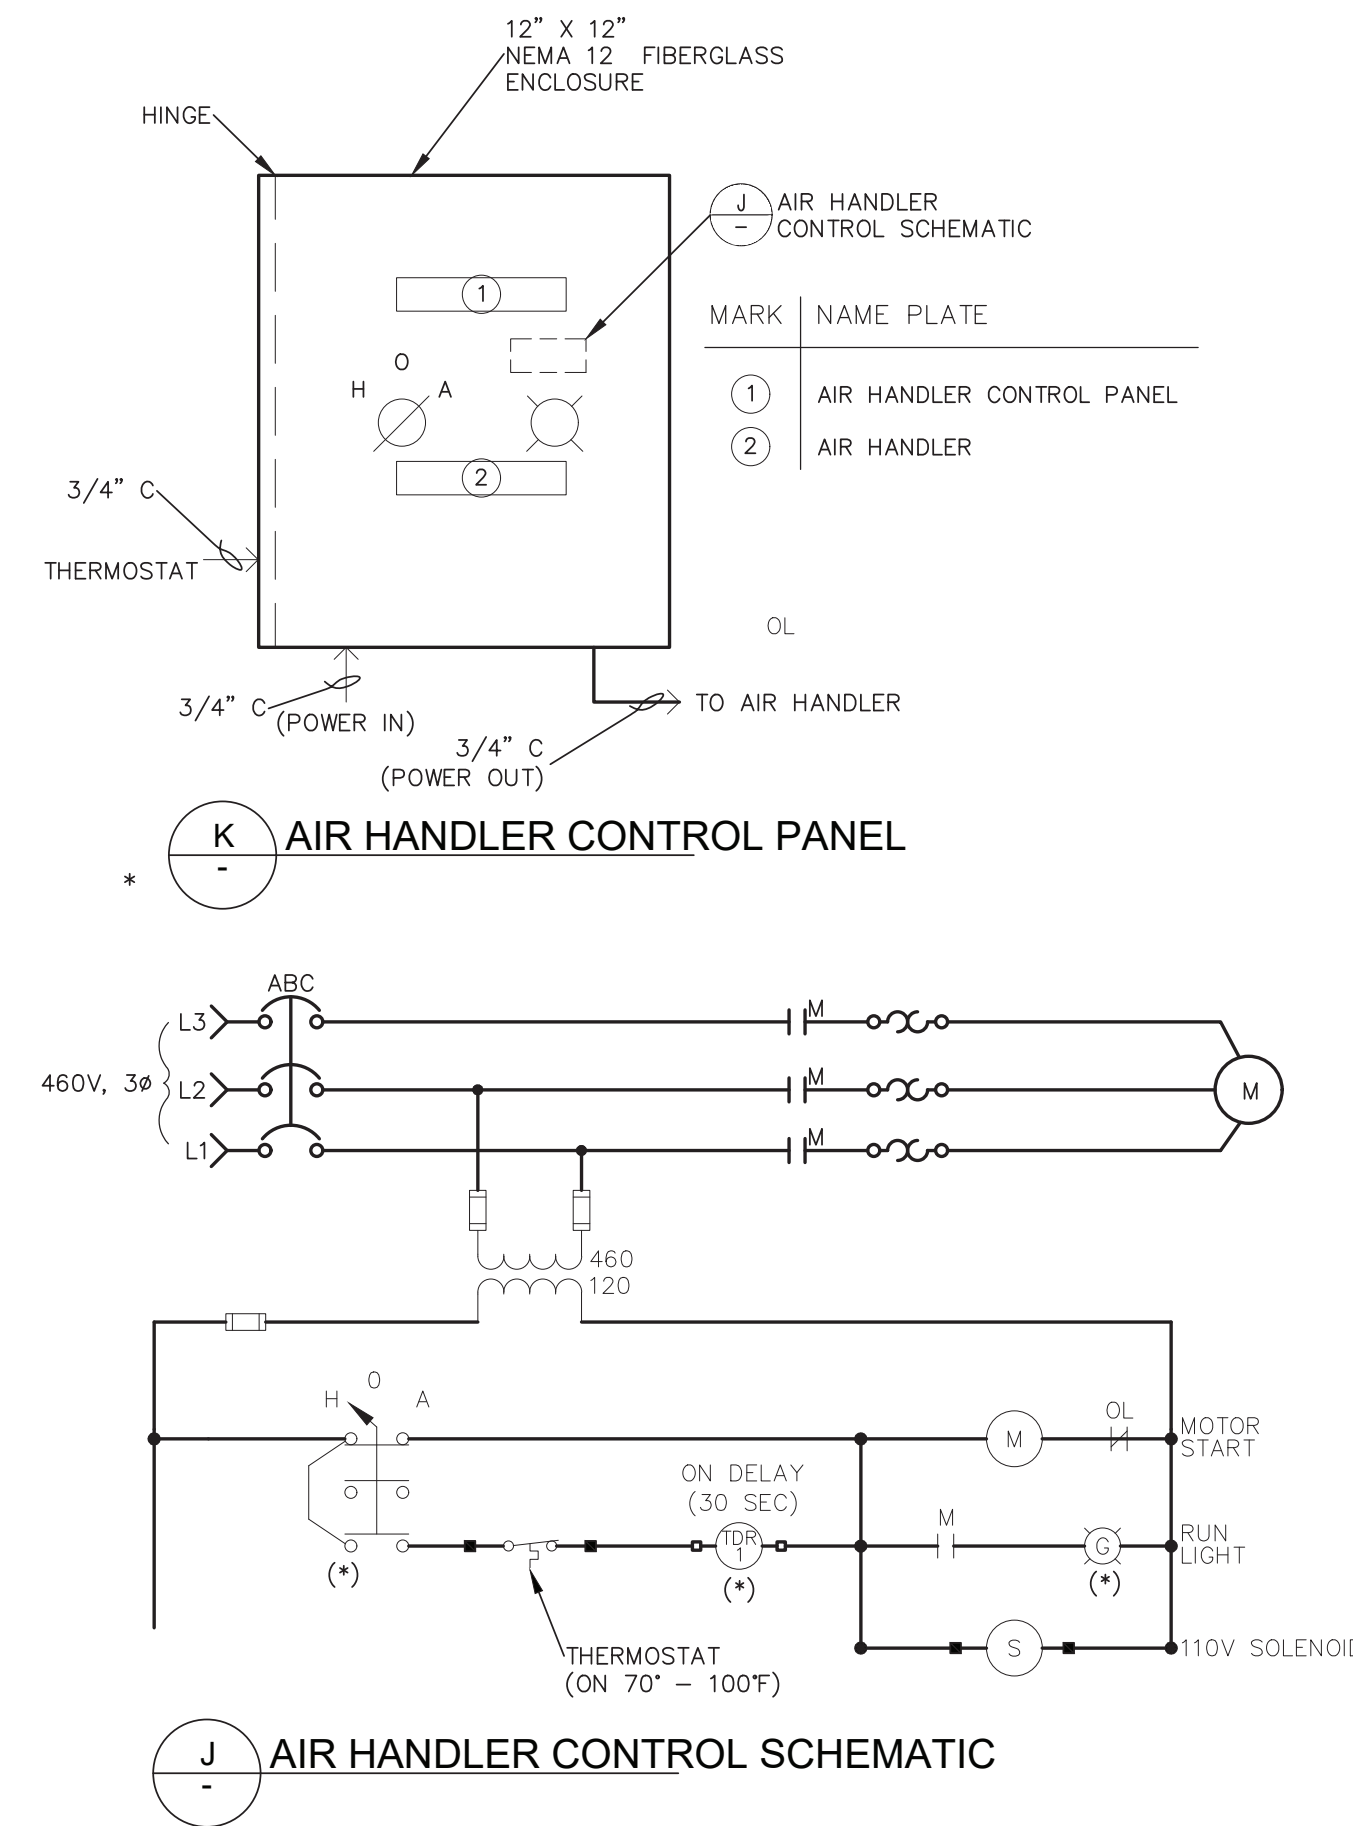 12” X 12”
NEMA 12 FIBERGLASS
ENCLOSURE
HINGE
J
-
AIR HANDLER
CONTROL SCHEMATIC
1
MARK NAME PLATE
O
H A
1 AIR HANDLER CONTROL PANEL
2 AIR HANDLER
2
3/4” C
THERMOSTAT
OL
3/4” C
(POWER IN)
TO AIR HANDLER
3/4” C
(POWER OUT)
K
-
AIR HANDLER CONTROL PANEL
*
ABC
L3 M
460V, 3ø L2 M M
L1 M
460
120
H O A
OL
M MOTOR
START
ON DELAY
(30 SEC)
M
TDR
1
G
RUN
LIGHT
(*) (*) (*)
THERMOSTAT
(ON 70° – 100°F)
S 110V SOLENOI
J
-
AIR HANDLER CONTROL SCHEMATIC